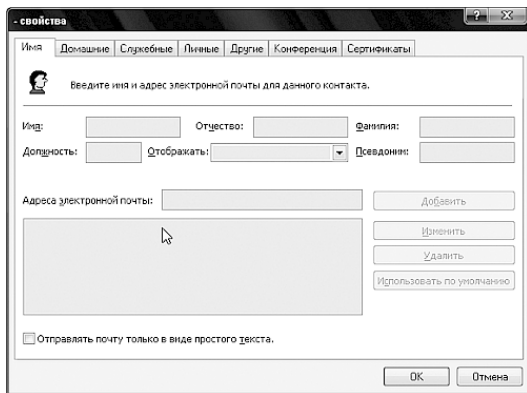 - свойства
Имя Домашние Служебные Личные Другие Конференция Сертификаты
Введите имя и адрес электронной почты для данного контакта.
Имя: Отчество: Фамилия:
Должность: Отображать: Псевдоним:
Адреса электронной почты: Добавить
Изменить
Удалить
Использовать по умолчанию
Отправлять почту только в виде простого текста.
OK Отмена